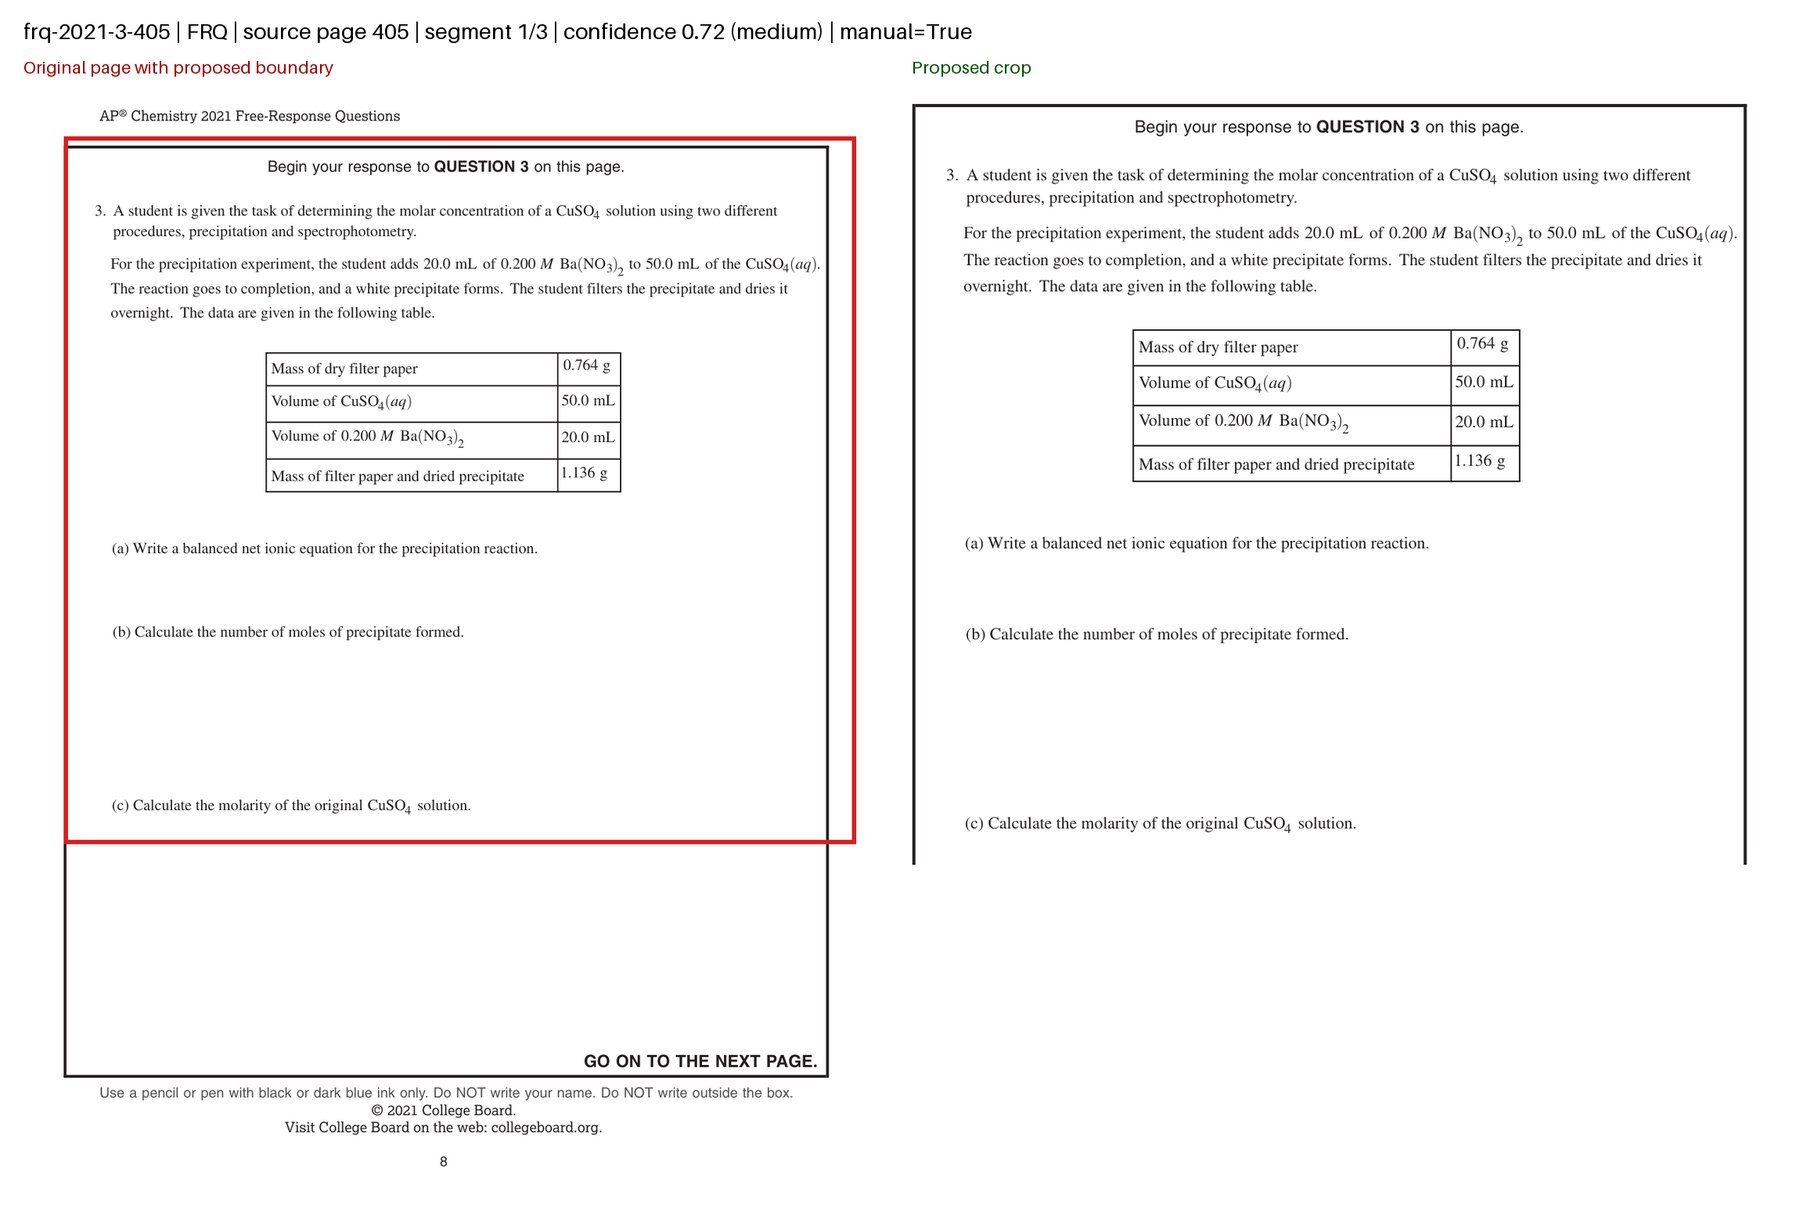 frq-2021-3-405 | FRQ | source page 405 | segment 1/3 | confidence 0.72 (medium) | manual=True
Original page with proposed boundary
AP® Chemistry 2021 Free-Response Questions
Begin your response to QUESTION 3 on this page.
3. A student is given the task of determining the molar concentration of a CuSO₄ solution using two different
procedures, precipitation and spectrophotometry.
For the precipitation experiment, the student adds 20.0 mL of 0.200 M Ba(NO₃)₂ to 50.0 mL of the CuSO₄(aq).
The reaction goes to completion, and a white precipitate forms. The student filters the precipitate and dries it
overnight. The data are given in the following table.
Mass of dry filter paper 0.764 g
Volume of CuSO₄(aq) 50.0 mL
Volume of 0.200 M Ba(NO₃)₂ 20.0 mL
Mass of filter paper and dried precipitate 1.136 g
(a) Write a balanced net ionic equation for the precipitation reaction.
(b) Calculate the number of moles of precipitate formed.
(c) Calculate the molarity of the original CuSO₄ solution.
GO ON TO THE NEXT PAGE.
Use a pencil or pen with black or dark blue ink only. Do NOT write your name. Do NOT write outside the box.
© 2021 College Board.
Visit College Board on the web: collegeboard.org.
8
Proposed crop
Begin your response to QUESTION 3 on this page.
3. A student is given the task of determining the molar concentration of a CuSO₄ solution using two different
procedures, precipitation and spectrophotometry.
For the precipitation experiment, the student adds 20.0 mL of 0.200 M Ba(NO₃)₂ to 50.0 mL of the CuSO₄(aq).
The reaction goes to completion, and a white precipitate forms. The student filters the precipitate and dries it
overnight. The data are given in the following table.
Mass of dry filter paper 0.764 g
Volume of CuSO₄(aq) 50.0 mL
Volume of 0.200 M Ba(NO₃)₂ 20.0 mL
Mass of filter paper and dried precipitate 1.136 g
(a) Write a balanced net ionic equation for the precipitation reaction.
(b) Calculate the number of moles of precipitate formed.
(c) Calculate the molarity of the original CuSO₄ solution.